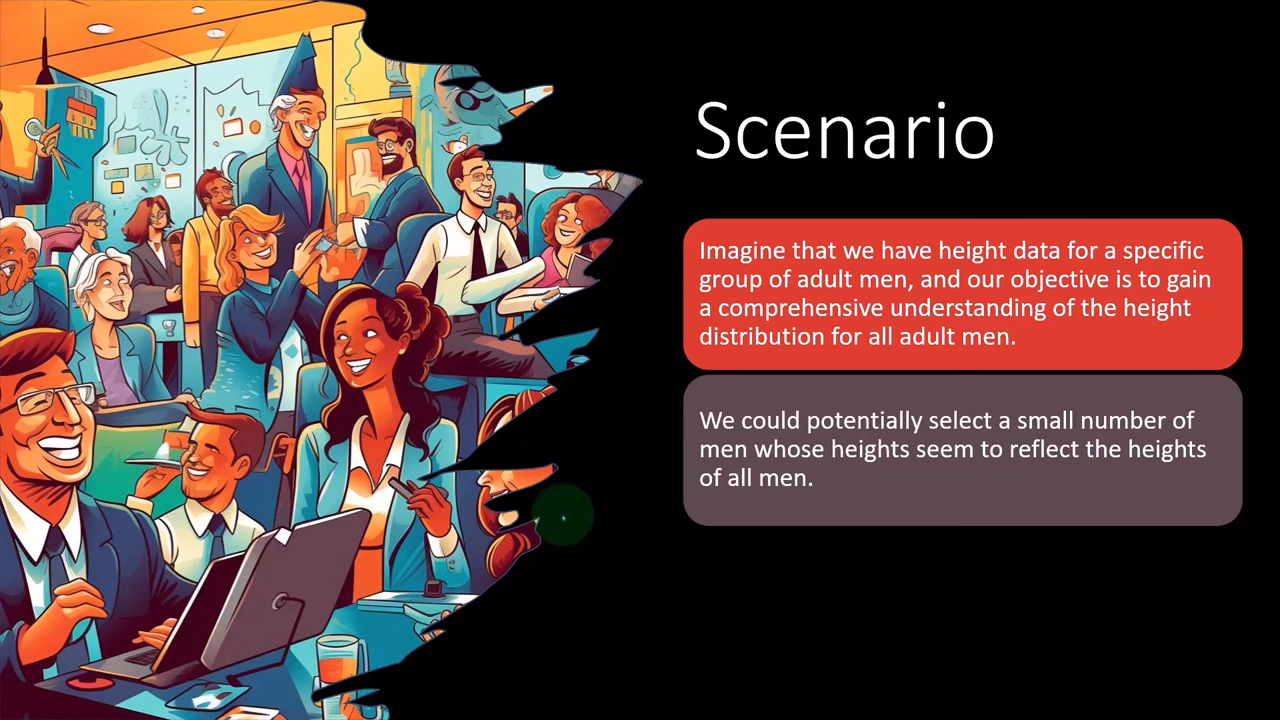 Scenario
Imagine that we have height data for a specific
group of adult men, and our objective is to gain
a comprehensive understanding of the height
distribution for all adult men.
We could potentially select a small number of
men whose heights seem to reflect the heights
of all men.